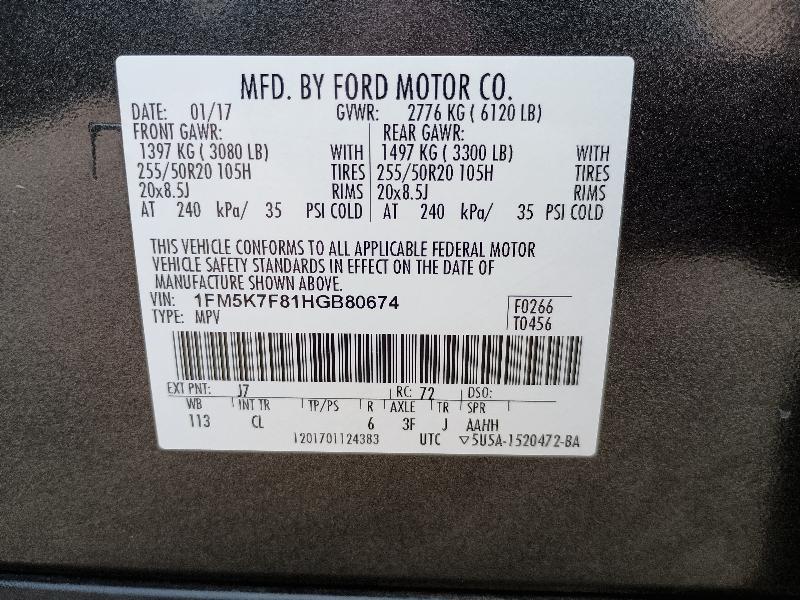 MFD. BY FORD MOTOR CO.
DATE: 01/17 GVWR: 2776 KG ( 6120 LB)
FRONT GAWR: REAR GAWR:
1397 KG ( 3080 LB) WITH 1497 KG ( 3300 LB) WITH
255/50R20 105H TIRES 255/50R20 105H TIRES
20x8.5J RIMS 20x8.5J RIMS
AT 240 kPa/ 35 PSI COLD AT 240 kPa/ 35 PSI COLD
THIS VEHICLE CONFORMS TO ALL APPLICABLE FEDERAL MOTOR
VEHICLE SAFETY STANDARDS IN EFFECT ON THE DATE OF
MANUFACTURE SHOWN ABOVE.
VIN: 1FM5K7F81HGB80674 F0266
TYPE: MPV T0456
EXT PNT: J7 RC: 72 DSO:
WB INT TR TP/PS R AXLE TR SPR
113 CL 6 3F J AAHH
1201701124383 UTC ▽5U5A-1520472-BA